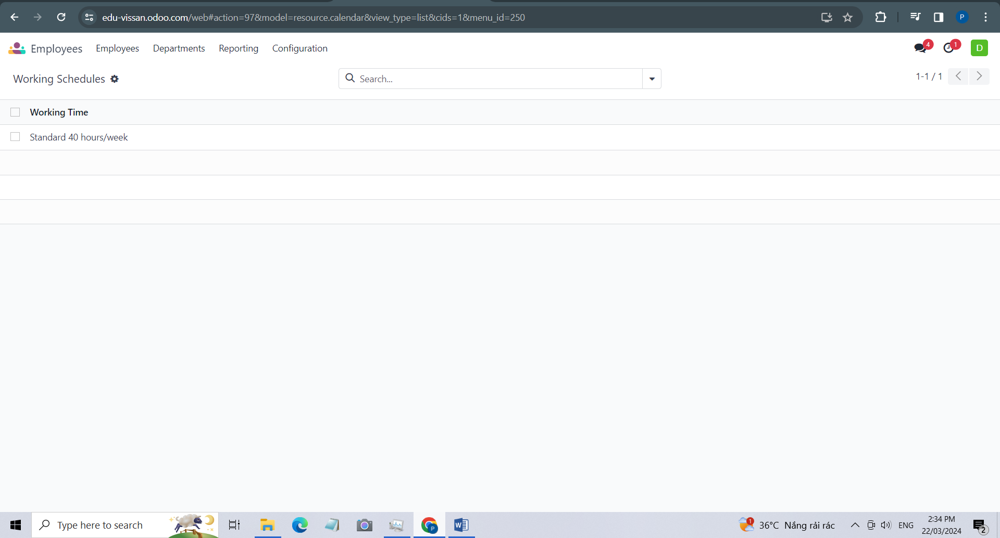 edu-vissan.odoo.com/web#action=97&model=resource.calendar&view_type=list&cids=1&menu_id=250
P
Employees Employees Departments Reporting Configuration
4
1
D
Working Schedules
Search...
1-1 / 1
Working Time
Standard 40 hours/week
Type here to search
P
1
36°C Nắng rải rác
ENG
2:34 PM
22/03/2024
2